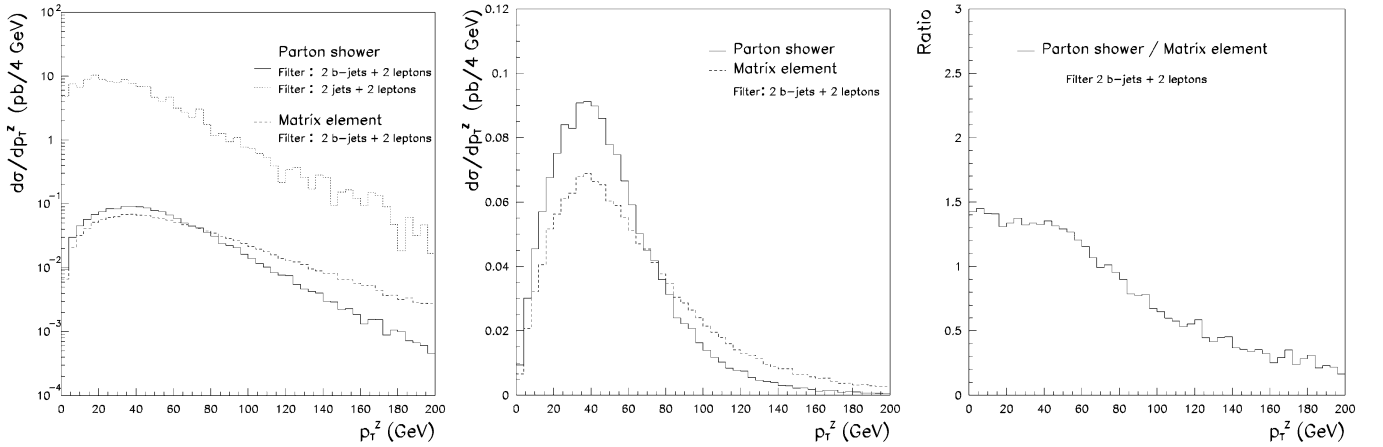 dσ/dp_T^Z (pb/4 GeV)
10^2
10
1
10^-1
10^-2
10^-3
10^-4
Parton shower
Filter : 2 b-jets + 2 leptons
Filter : 2 jets + 2 leptons
Matrix element
Filter : 2 b-jets + 2 leptons
0 20 40 60 80 100 120 140 160 180 200
p_T^Z (GeV)
dσ/dp_T^Z (pb/4 GeV)
0.12
0.1
0.08
0.06
0.04
0.02
0
Parton shower
Matrix element
Filter: 2 b-jets + 2 leptons
0 20 40 60 80 100 120 140 160 180 200
p_T^Z (GeV)
Ratio
3
2.5
2
1.5
1
0.5
0
Parton shower / Matrix element
Filter 2 b-jets + 2 leptons
0 20 40 60 80 100 120 140 160 180 200
p_T^Z (GeV)